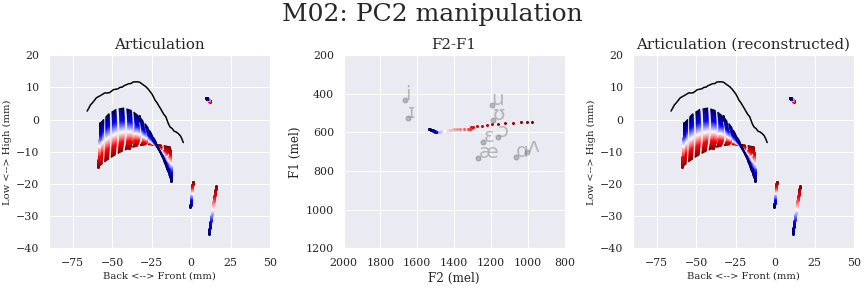 M02: PC2 manipulation
Articulation
F2-F1
Articulation (reconstructed)
20
10
0
−10
−20
−30
−40
Low <--> High (mm)
−75
−50
−25
0
25
50
Back <--> Front (mm)
200
400
600
800
1000
1200
F1 (mel)
i
ɪ
u
ʊ
ɛ
ɔ
æ
ɑ
ʌ
2000
1800
1600
1400
1200
1000
800
F2 (mel)
20
10
0
−10
−20
−30
−40
Low <--> High (mm)
−75
−50
−25
0
25
50
Back <--> Front (mm)